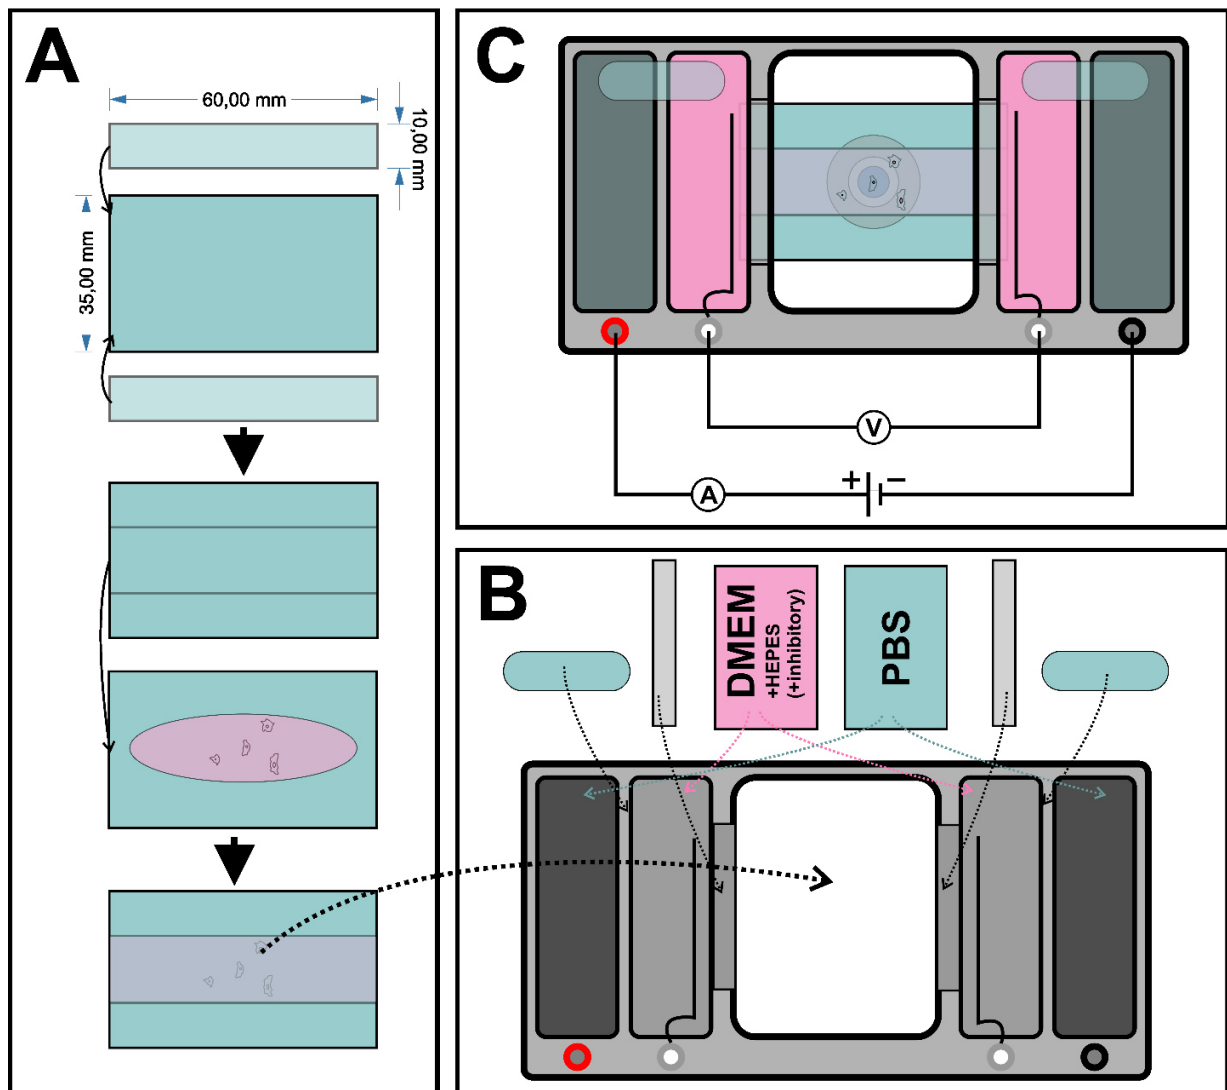 A
60,00 mm
10,00 mm
35,00 mm
C
V
A
+
−
B
DMEM
+HEPES
(+inhibitory)
PBS